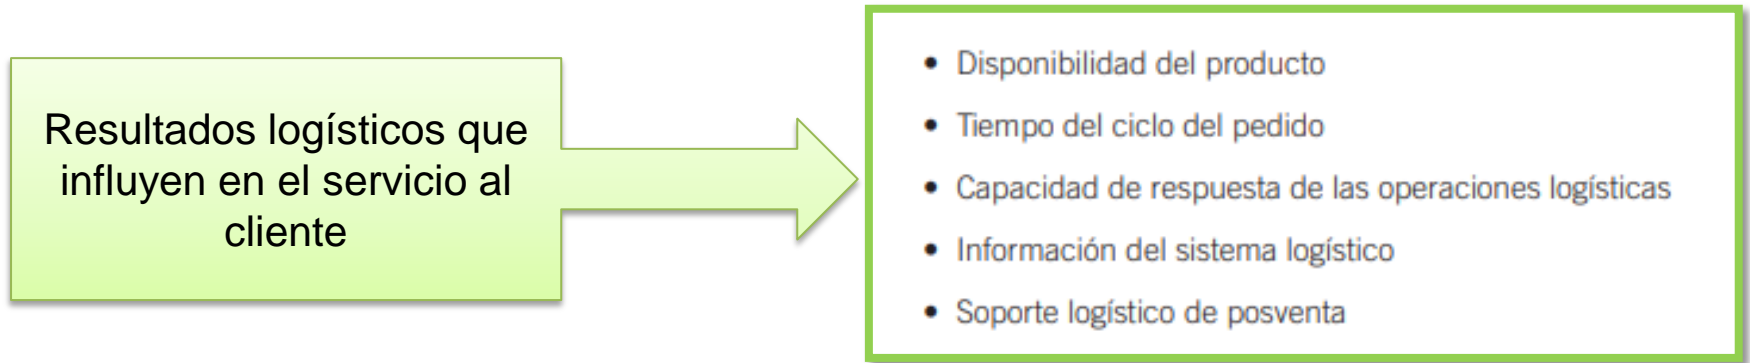 Resultados logísticos que
influyen en el servicio al
cliente
• Disponibilidad del producto
• Tiempo del ciclo del pedido
• Capacidad de respuesta de las operaciones logísticas
• Información del sistema logístico
• Soporte logístico de posventa